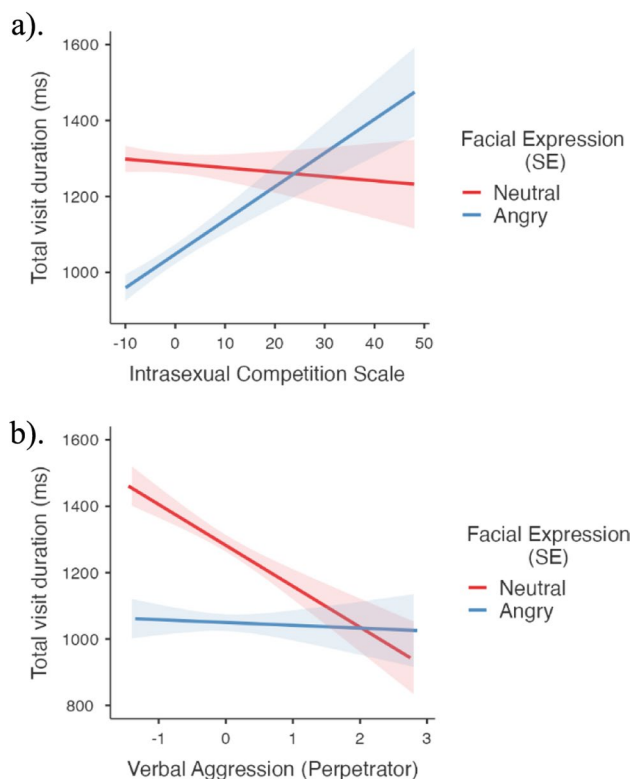 a).
1600
1400
1200
1000
Total visit duration (ms)
-10 0 10 20 30 40 50
Intrasexual Competition Scale
Facial Expression
(SE)
Neutral
Angry
b).
1600
1400
1200
1000
800
Total visit duration (ms)
-1 0 1 2 3
Verbal Aggression (Perpetrator)
Facial Expression
(SE)
Neutral
Angry